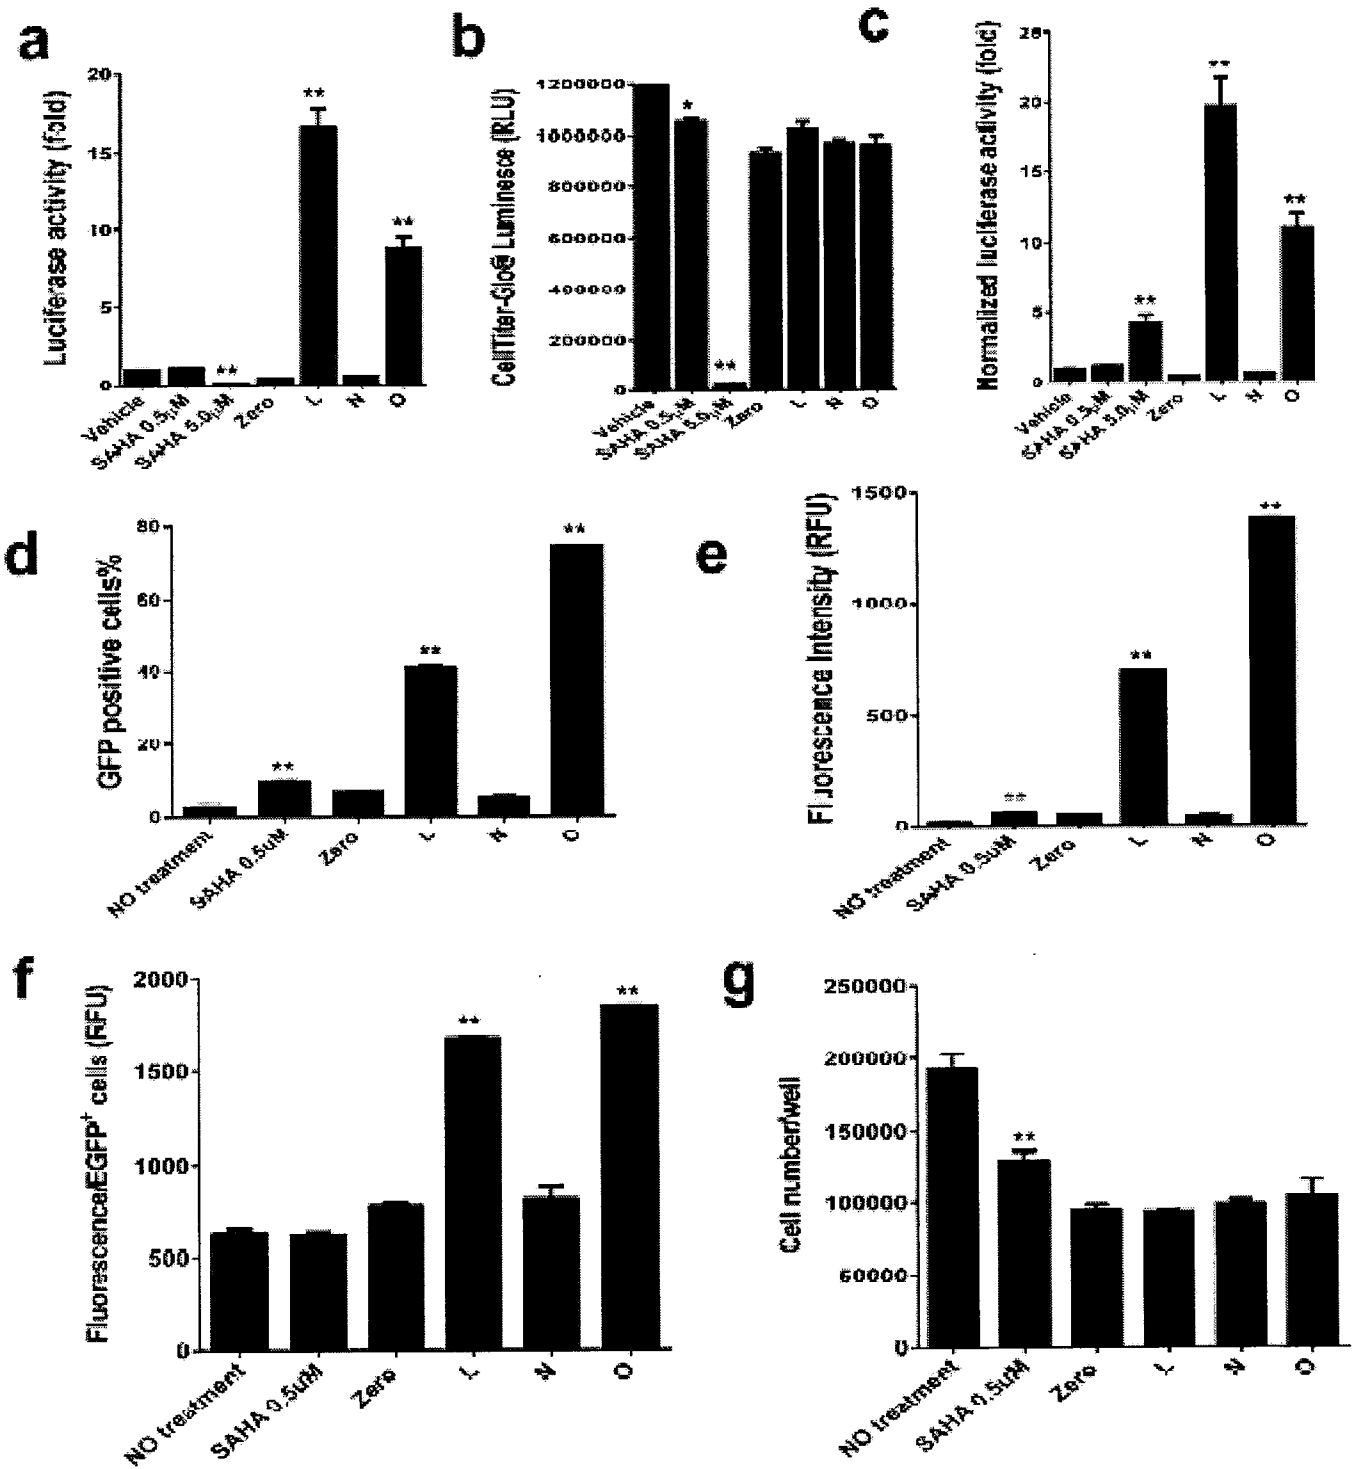 a
Luciferase activity (fold)
20
15
10
5
0
**
**
**
Vehicle
SAHA 0.5µM
SAHA 5.0µM
Zero
L
N
O
b
CellTiter-Glo® Luminesce (RLU)
1200000
1000000
800000
600000
400000
200000
0
*
**
Vehicle
SAHA 0.5µM
SAHA 5.0µM
Zero
L
N
O
c
Normalized luciferase activity (fold)
25
20
15
10
5
0
**
**
**
Vehicle
SAHA 0.5µM
SAHA 5.0µM
Zero
L
N
O
d
GFP positive cells%
80
60
40
20
0
**
**
**
NO treatment
SAHA 0.5uM
Zero
L
N
O
e
Fluorescence Intensity (RFU)
1500
1000
500
0
**
**
**
NO treatment
SAHA 0.5uM
Zero
L
N
O
f
Fluorescence/EGFP⁺ cells (RFU)
2000
1500
1000
500
0
**
**
NO treatment
SAHA 0.5uM
Zero
L
N
O
g
Cell number/well
250000
200000
150000
100000
50000
0
**
NO treatment
SAHA 0.5uM
Zero
L
N
O